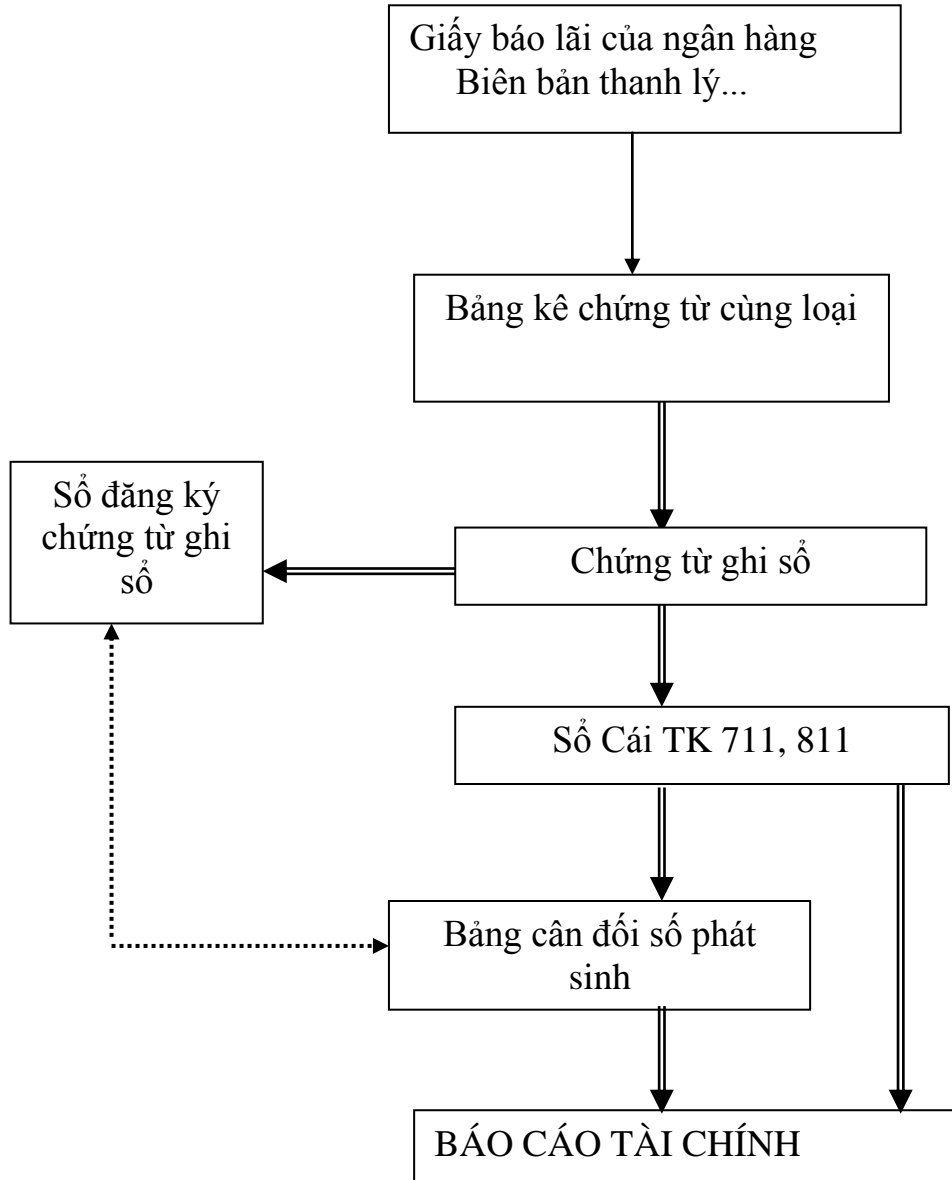 Giấy báo lãi của ngân hàng
Biên bản thanh lý...
Bảng kê chứng từ cùng loại
Sổ đăng ký
chứng từ ghi
sổ
Chứng từ ghi sổ
Sổ Cái TK 711, 811
Bảng cân đối số phát
sinh
BÁO CÁO TÀI CHÍNH